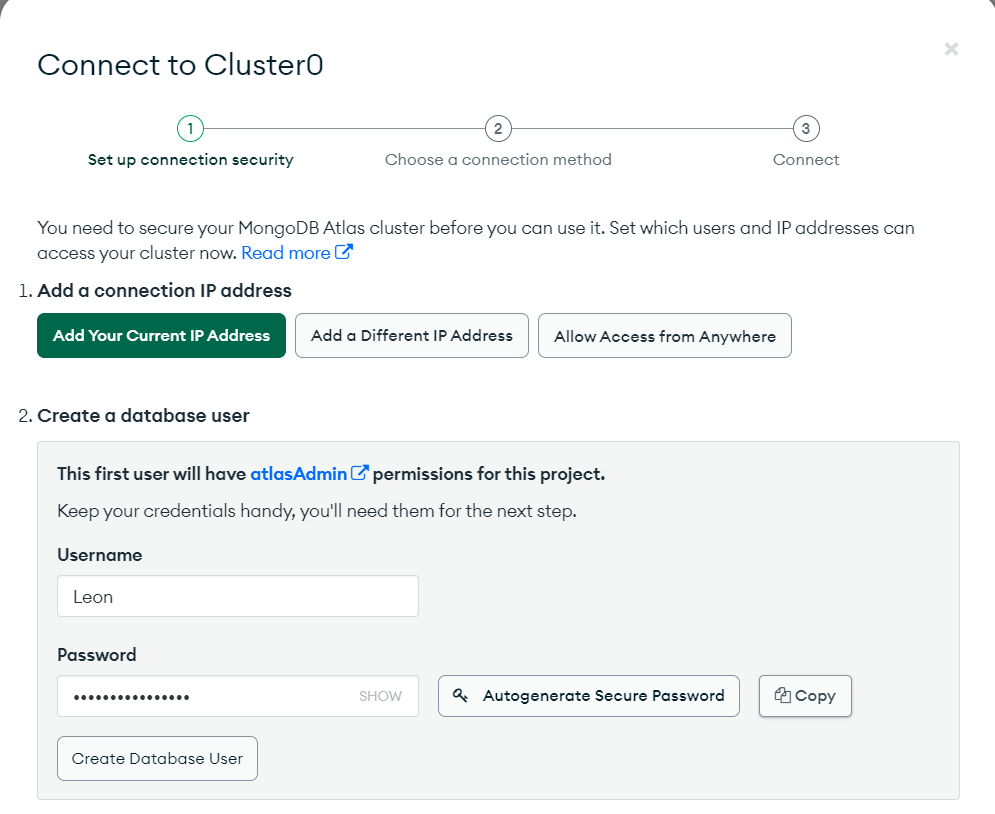 Connect to Cluster0
1
2
3
Set up connection security
Choose a connection method
Connect
You need to secure your MongoDB Atlas cluster before you can use it. Set which users and IP addresses can
access your cluster now. Read more
1. Add a connection IP address
Add Your Current IP Address
Add a Different IP Address
Allow Access from Anywhere
2. Create a database user
This first user will have atlasAdmin permissions for this project.
Keep your credentials handy, you'll need them for the next step.
Username
Leon
Password
•••••••••••••••• SHOW
Autogenerate Secure Password
Copy
Create Database User